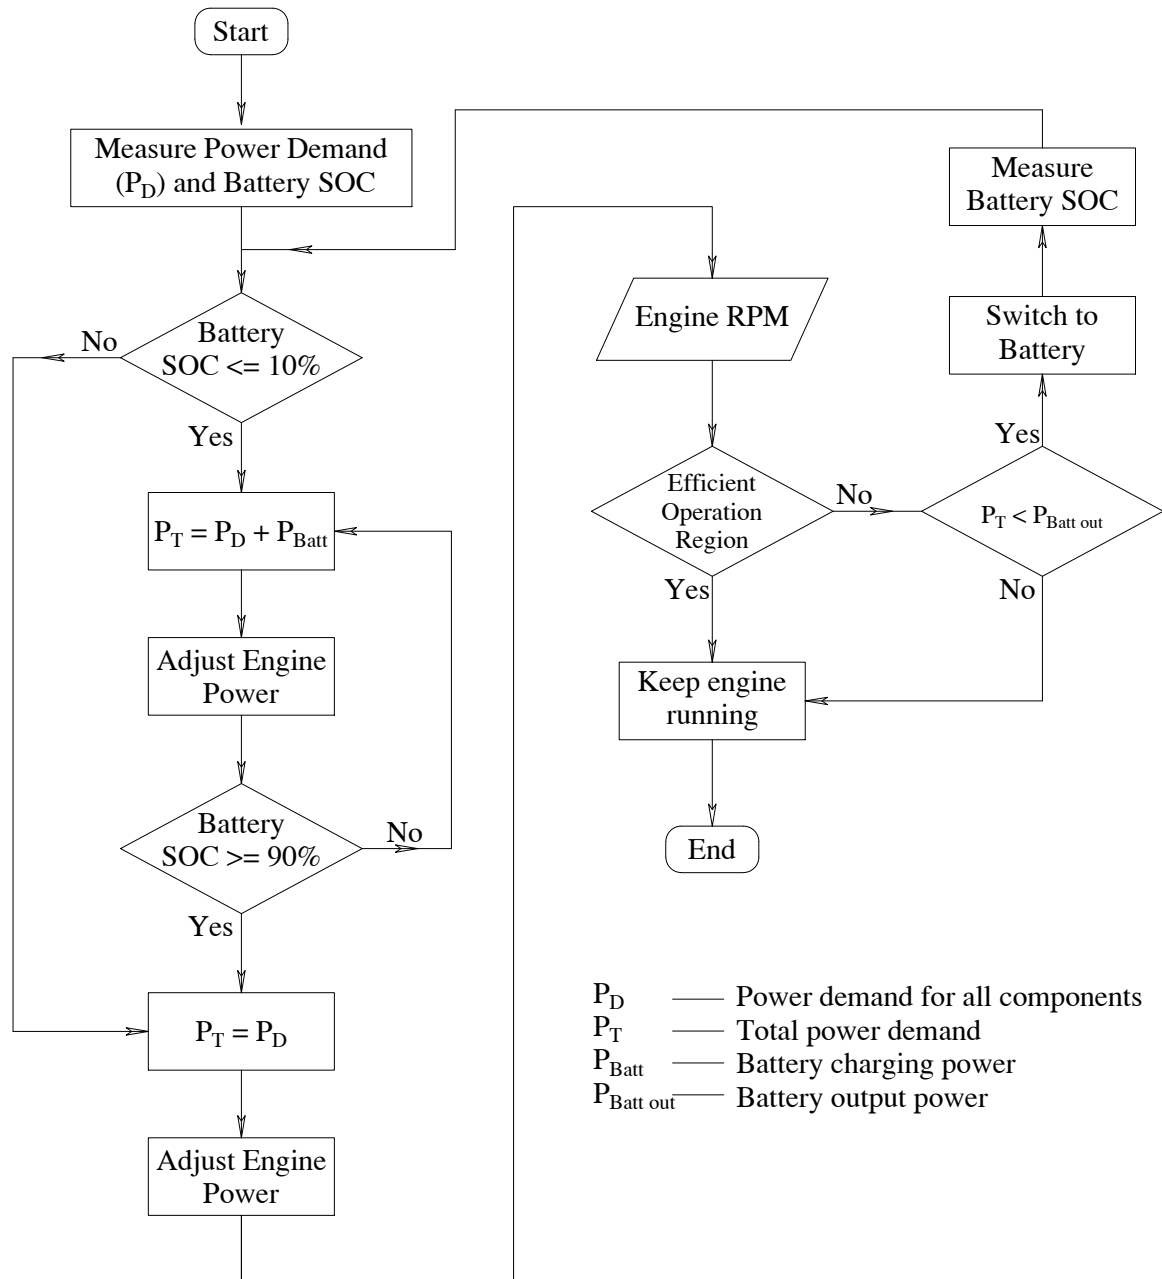 Start
Measure Power Demand
(P_D) and Battery SOC
Battery
SOC <= 10%
No
Yes
P_T = P_D + P_Batt
Adjust Engine
Power
Battery
SOC >= 90%
No
Yes
P_T = P_D
Adjust Engine
Power
Engine RPM
Efficient
Operation
Region
No
Yes
Keep engine
running
End
Measure
Battery SOC
Switch to
Battery
Yes
P_T < P_Batt out
No
P_D Power demand for all components
P_T Total power demand
P_Batt Battery charging power
P_Batt out Battery output power